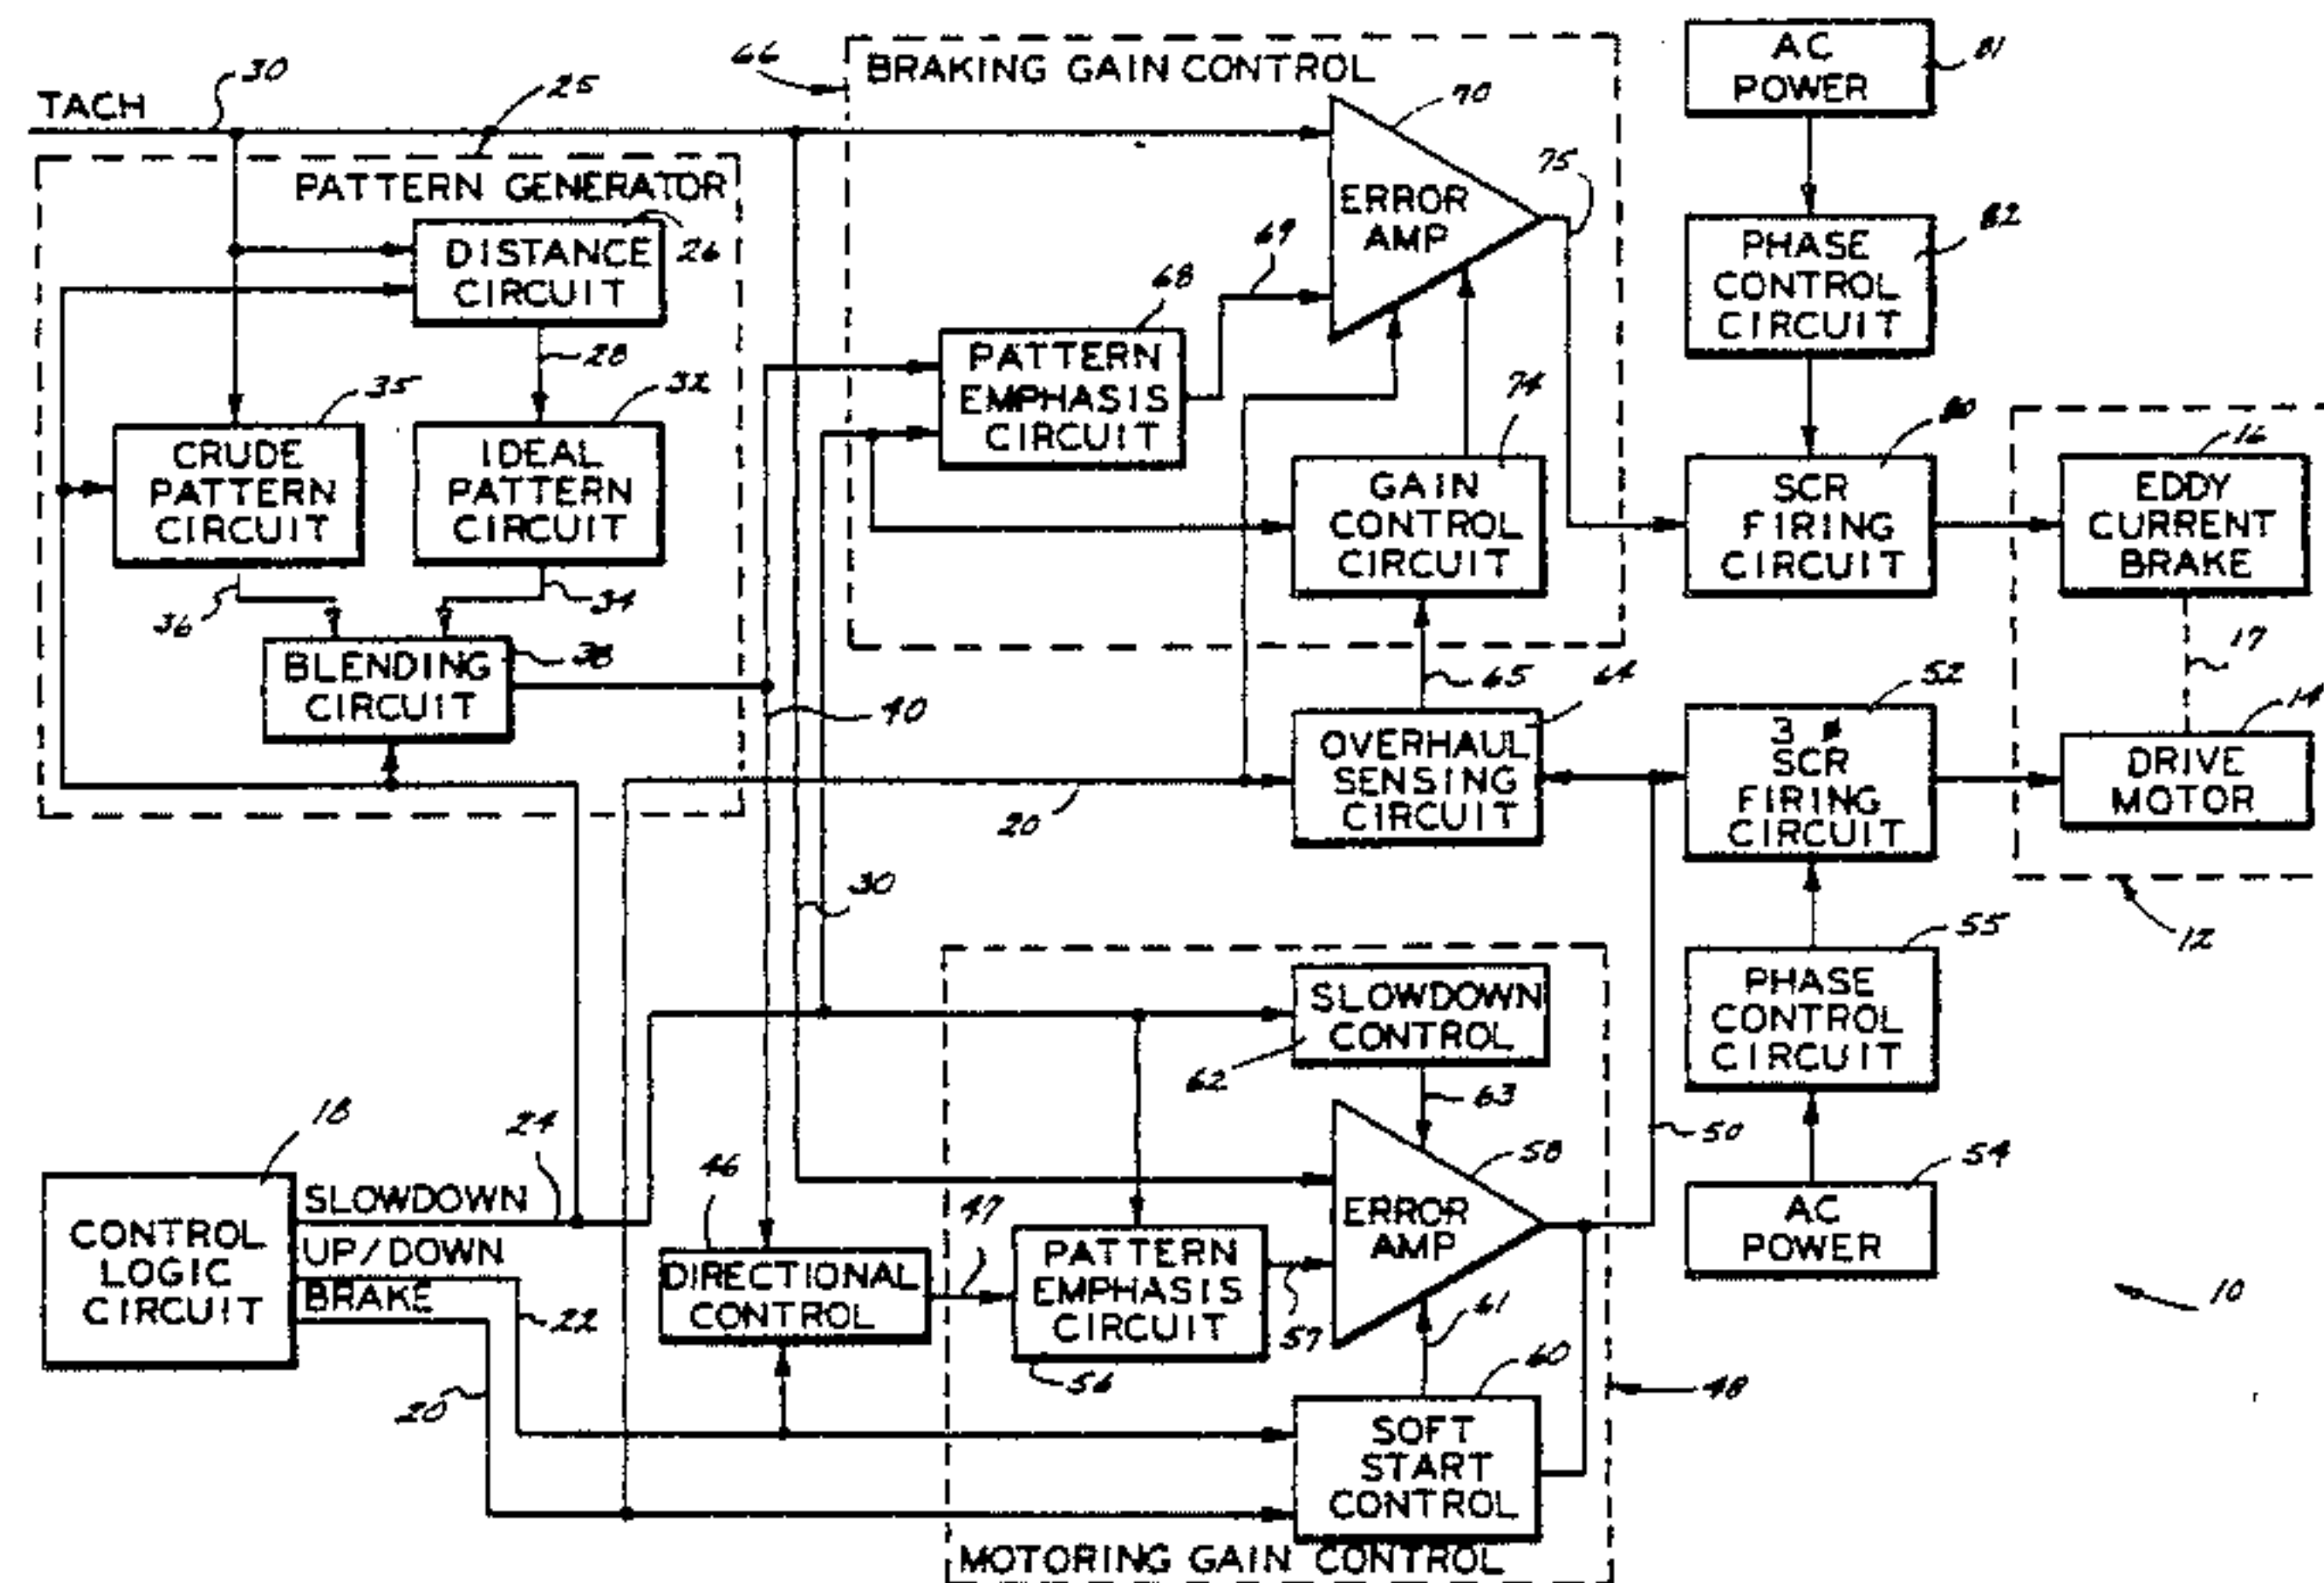 TACH
30
25
PATTERN GENERATOR
DISTANCE
CIRCUIT
26
28
35
CRUDE
PATTERN
CIRCUIT
32
IDEAL
PATTERN
CIRCUIT
36
34
BLENDING
CIRCUIT
38
40
66
BRAKING GAIN CONTROL
70
ERROR
AMP
75
69
68
PATTERN
EMPHASIS
CIRCUIT
74
GAIN
CONTROL
CIRCUIT
65
64
OVERHAUL
SENSING
CIRCUIT
20
30
AC
POWER
81
PHASE
CONTROL
CIRCUIT
82
80
SCR
FIRING
CIRCUIT
16
EDDY
CURRENT
BRAKE
17
52
3 ø
SCR
FIRING
CIRCUIT
14
DRIVE
MOTOR
12
55
PHASE
CONTROL
CIRCUIT
54
AC
POWER
10
18
CONTROL
LOGIC
CIRCUIT
SLOWDOWN
24
UP/DOWN
BRAKE
22
20
46
DIRECTIONAL
CONTROL
47
PATTERN
EMPHASIS
CIRCUIT
56
57
SLOWDOWN
CONTROL
62
63
58
ERROR
AMP
50
61
60
SOFT
START
CONTROL
48
MOTORING GAIN CONTROL